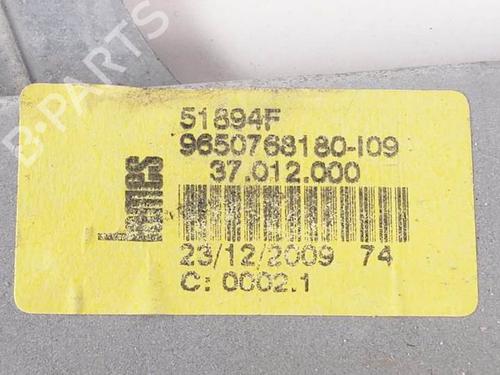 B-PARTS
51894F
9650768180-I09
37.012.000
23/12/2009 74
C: 0002.1